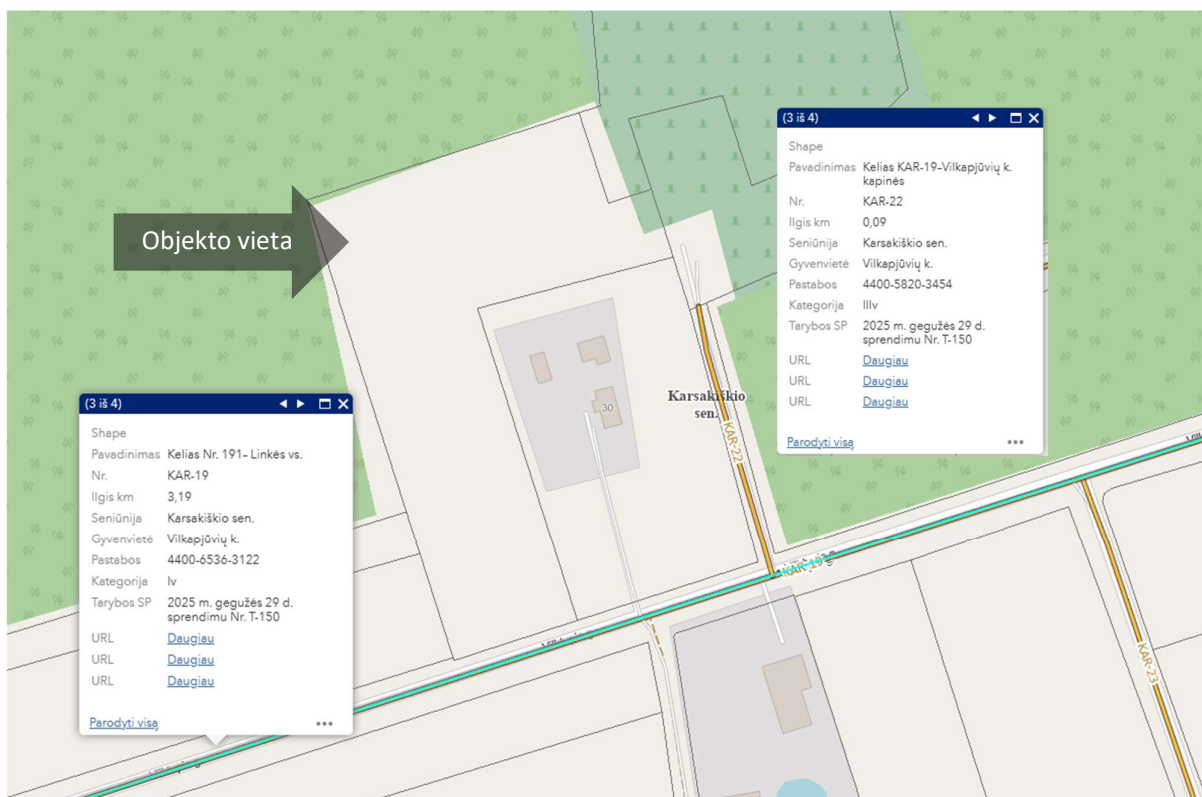 (3 iš 4)
Shape
Pavadinimas Kelias KAR-19–Vilkapjūvių k.
kapinės
Nr. KAR-22
Ilgis km 0,09
Seniūnija Karsakiškio sen.
Gyvenvietė Vilkapjūvių k.
Pastabos 4400-5820-3454
Kategorija IIIv
Tarybos SP 2025 m. gegužės 29 d.
sprendimu Nr. T-150
URL Daugiau
URL Daugiau
URL Daugiau
Parodyti visą
Objekto vieta
(3 iš 4)
Shape
Pavadinimas Kelias Nr. 191– Linkės vs.
Nr. KAR-19
Ilgis km 3,19
Seniūnija Karsakiškio sen.
Gyvenvietė Vilkapjūvių k.
Pastabos 4400-6536-3122
Kategorija Iv
Tarybos SP 2025 m. gegužės 29 d.
sprendimu Nr. T-150
URL Daugiau
URL Daugiau
URL Daugiau
Parodyti visą
Karsakiškio
sen.
30
KAR-22
KAR-19
KAR-23